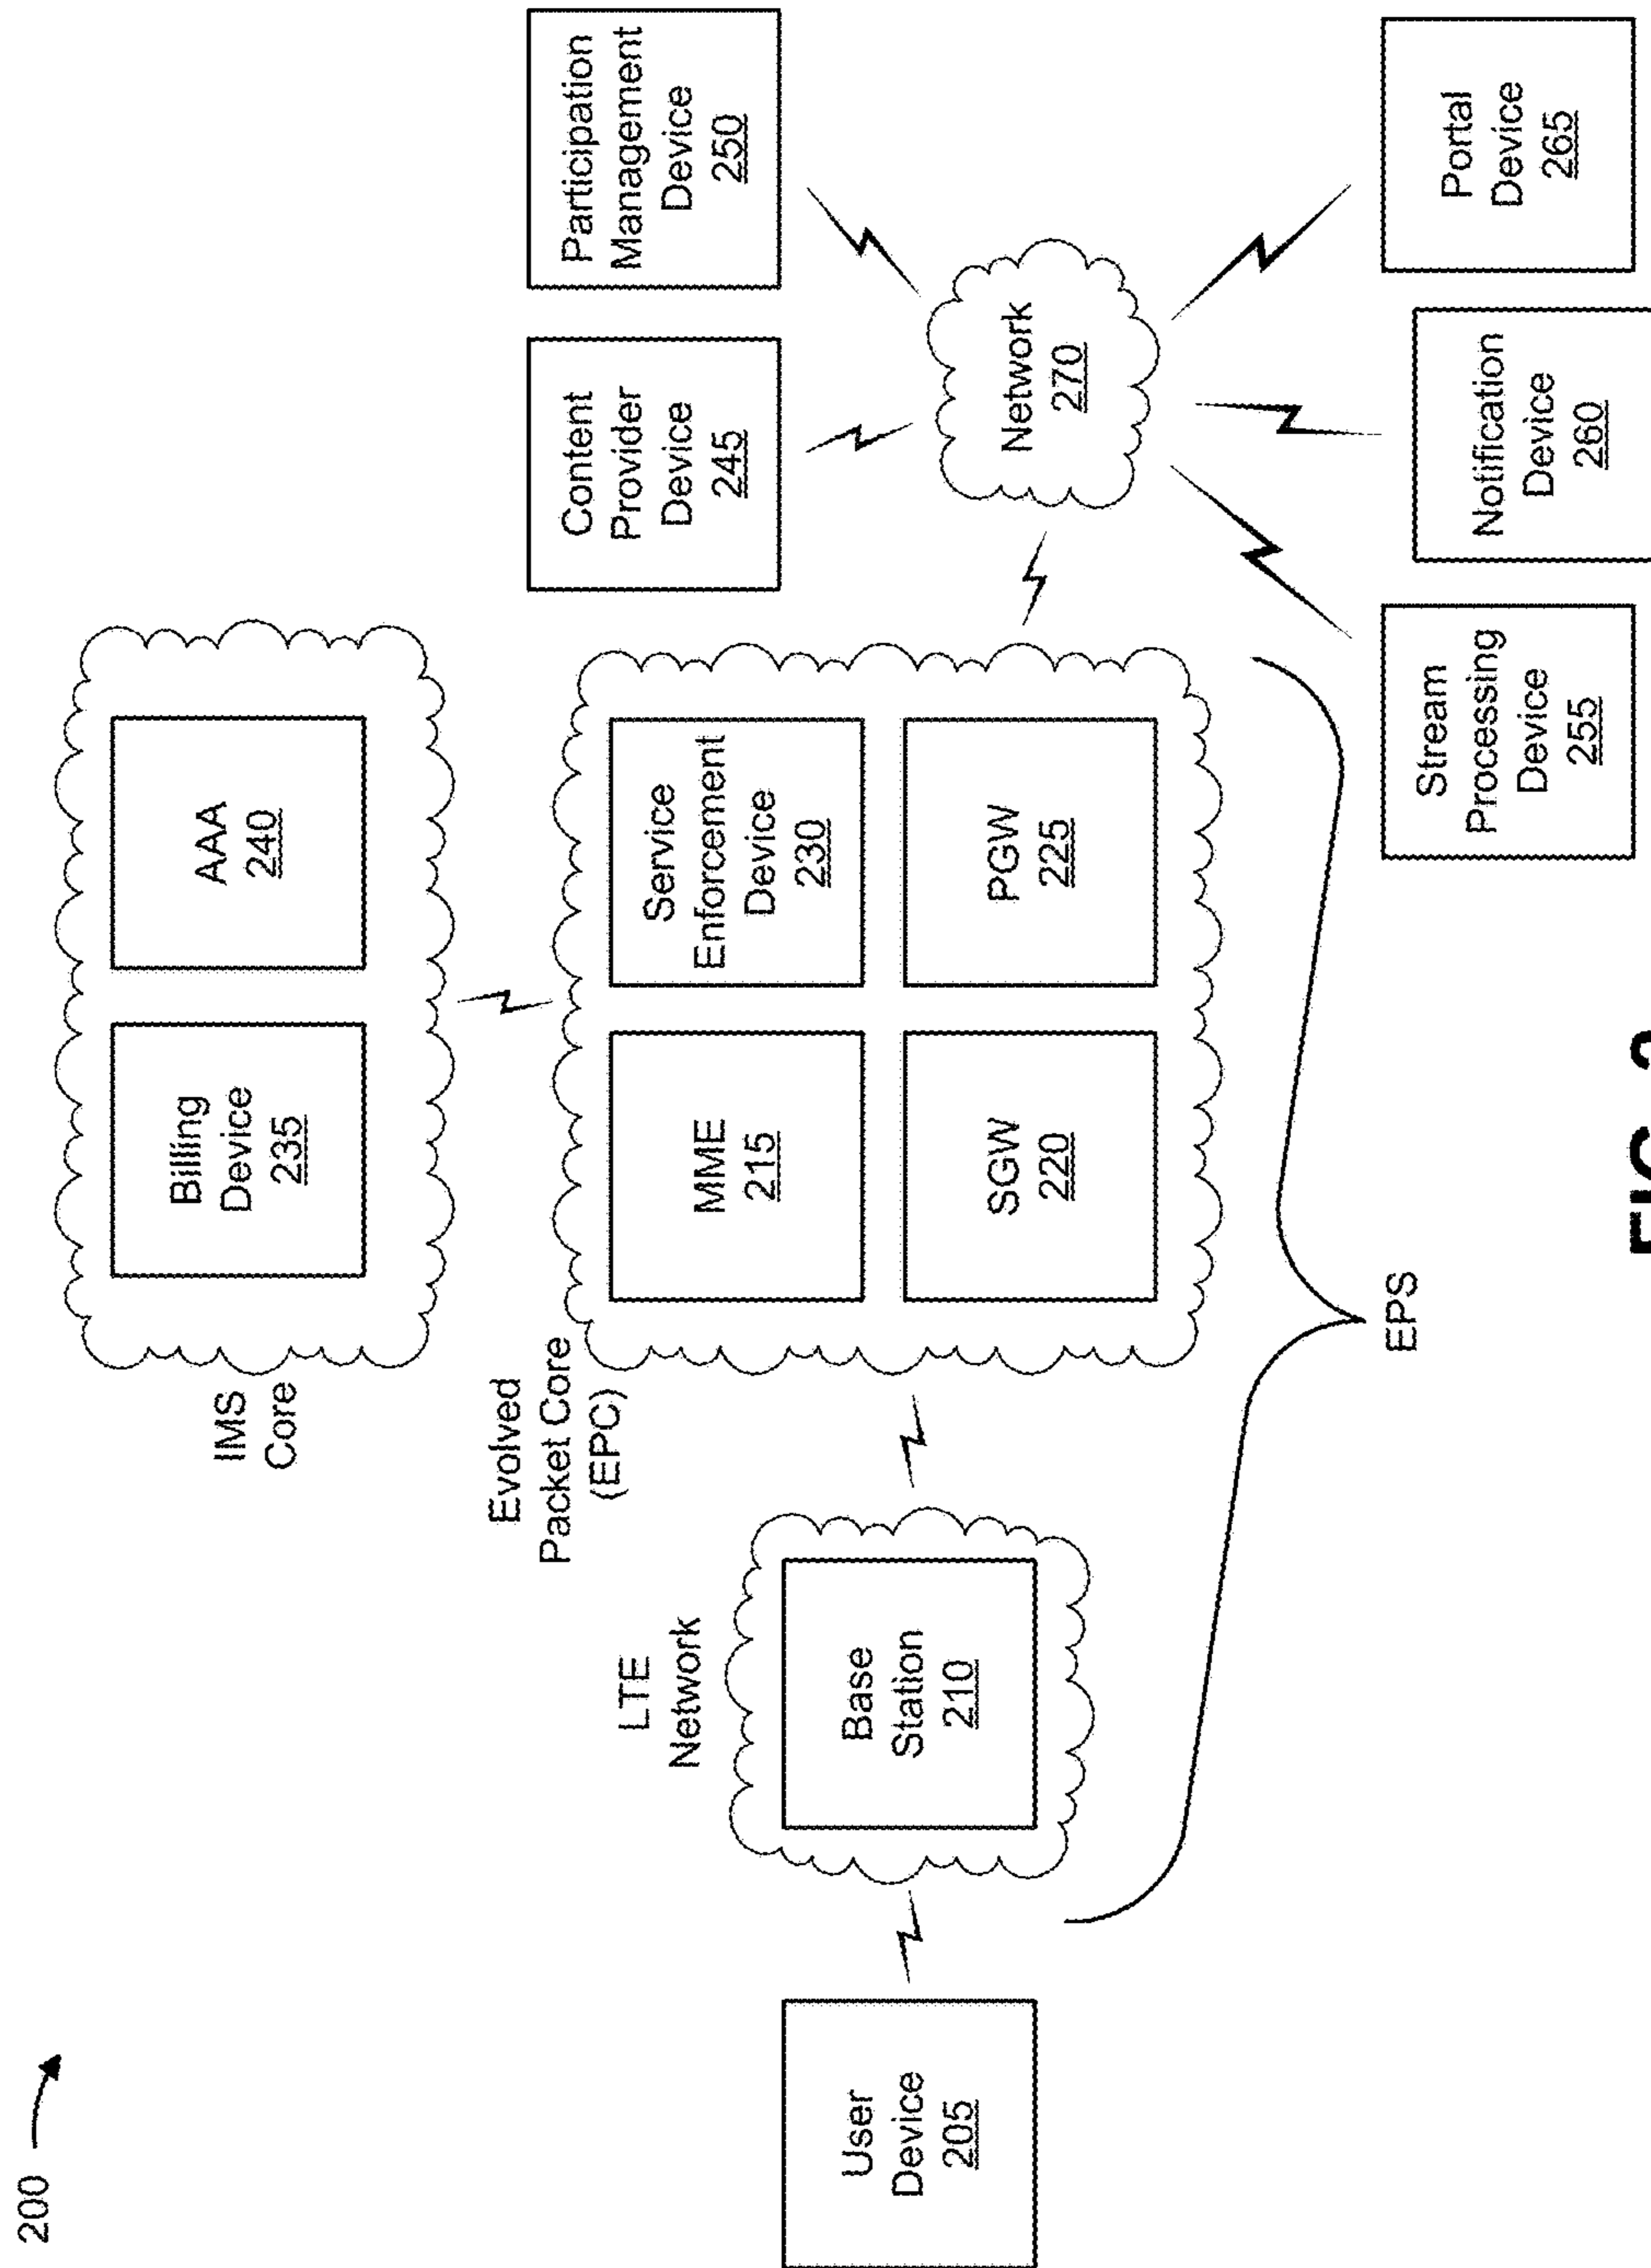 200
IMS
Core
Billing
Device
235
AAA
240
Evolved
Packet Core
(EPC)
LTE
Network
MME
215
Service
Enforcement
Device
230
Content
Provider
Device
245
Participation
Management
Device
250
User
Device
205
Base
Station
210
SGW
220
PGW
225
Network
270
EPS
Stream
Processing
Device
255
Notification
Device
260
Portal
Device
265
FIG.